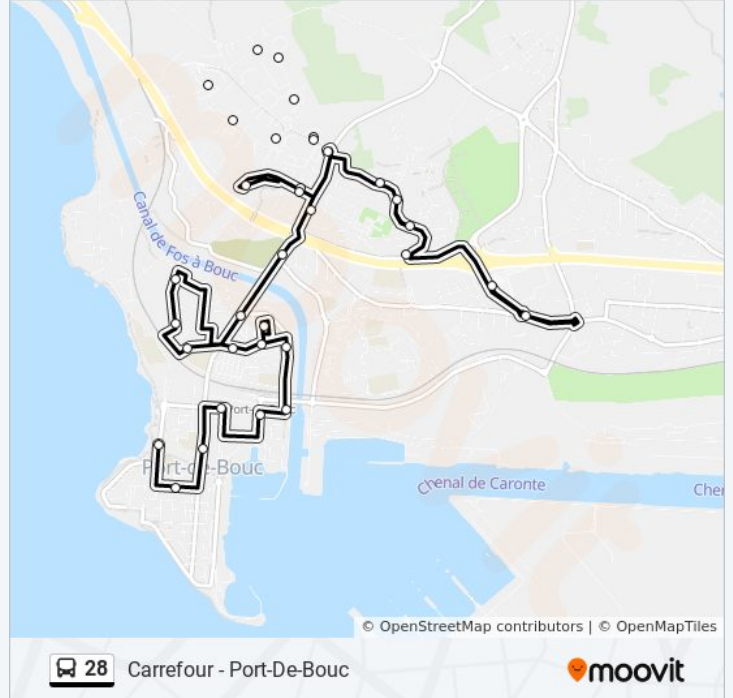 Canal de Fos à Bouc
Port-de-Bouc
Chenal de Caronte
© OpenStreetMap contributors | © OpenMapTiles
28 Carrefour - Port-De-Bouc
moovit